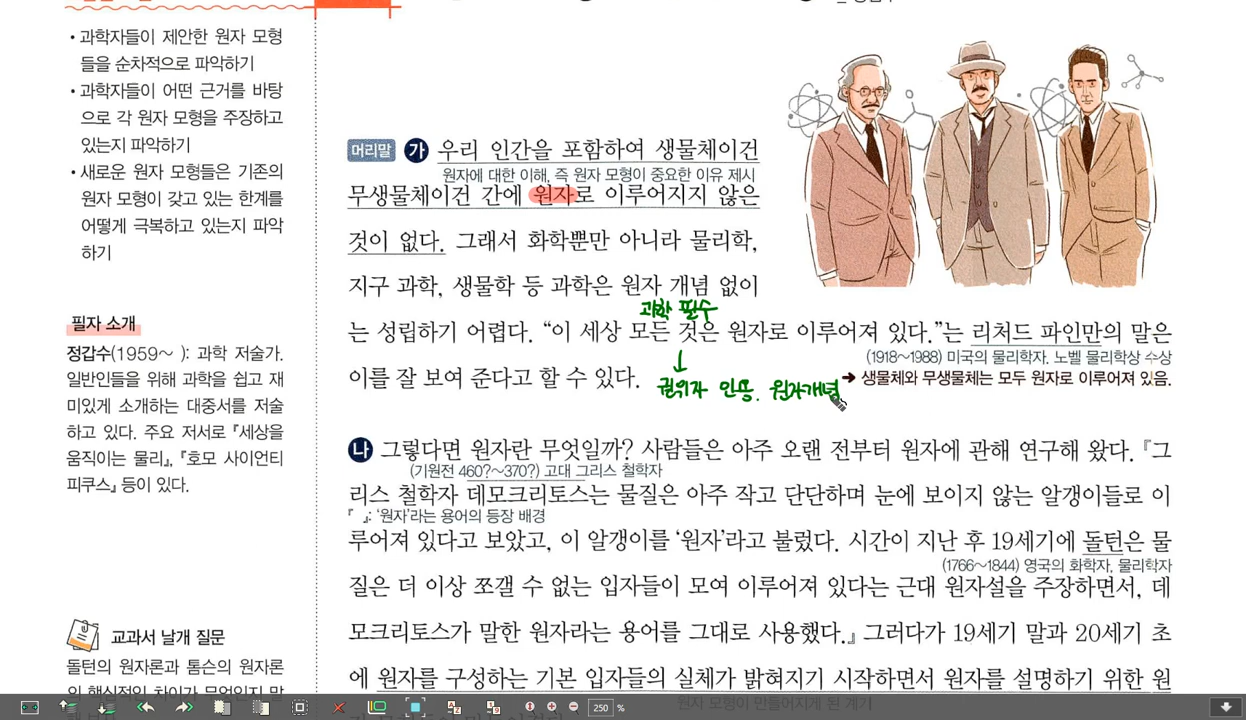 • 과학자들이 제안한 원자 모형
들을 순차적으로 파악하기
• 과학자들이 어떤 근거를 바탕
으로 각 원자 모형을 주장하고
있는지 파악하기
• 새로운 원자 모형들은 기존의
원자 모형이 갖고 있는 한계를
어떻게 극복하고 있는지 파악
하기
필자 소개
정갑수(1959~ ): 과학 저술가.
일반인들을 위해 과학을 쉽고 재
미있게 소개하는 대중서를 저술
하고 있다. 주요 저서로 『세상을
움직이는 물리』, 『호모 사이언티
피쿠스』 등이 있다.
교과서 날개 질문
돌턴의 원자론과 톰슨의 원자론
의 핵심적인 차이가 무엇인지 말
머리말 가 우리 인간을 포함하여 생물체이건
원자에 대한 이해, 즉 원자 모형이 중요한 이유 제시
무생물체이건 간에 원자로 이루어지지 않은
것이 없다. 그래서 화학뿐만 아니라 물리학,
지구 과학, 생물학 등 과학은 원자 개념 없이
과학 필수
는 성립하기 어렵다. “이 세상 모든 것은 원자로 이루어져 있다.”는 리처드 파인만의 말은
(1918~1988) 미국의 물리학자. 노벨 물리학상 수상
이를 잘 보여 준다고 할 수 있다.
➔ 생물체와 무생물체는 모두 원자로 이루어져 있음.
권위자 인용. 원자개념
나 그렇다면 원자란 무엇일까? 사람들은 아주 오랜 전부터 원자에 관해 연구해 왔다. 『그
(기원전 460?~370?) 고대 그리스 철학자
리스 철학자 데모크리토스는 물질은 아주 작고 단단하며 눈에 보이지 않는 알갱이들로 이
『 』: ‘원자’라는 용어의 등장 배경
루어져 있다고 보았고, 이 알갱이를 ‘원자’라고 불렀다. 시간이 지난 후 19세기에 돌턴은 물
(1766~1844) 영국의 화학자, 물리학자
질은 더 이상 쪼갤 수 없는 입자들이 모여 이루어져 있다는 근대 원자설을 주장하면서, 데
모크리토스가 말한 원자라는 용어를 그대로 사용했다.』 그러다가 19세기 말과 20세기 초
에 원자를 구성하는 기본 입자들의 실체가 밝혀지기 시작하면서 원자를 설명하기 위한 원
원자 모형이 만들어지게 된 계기
250 %